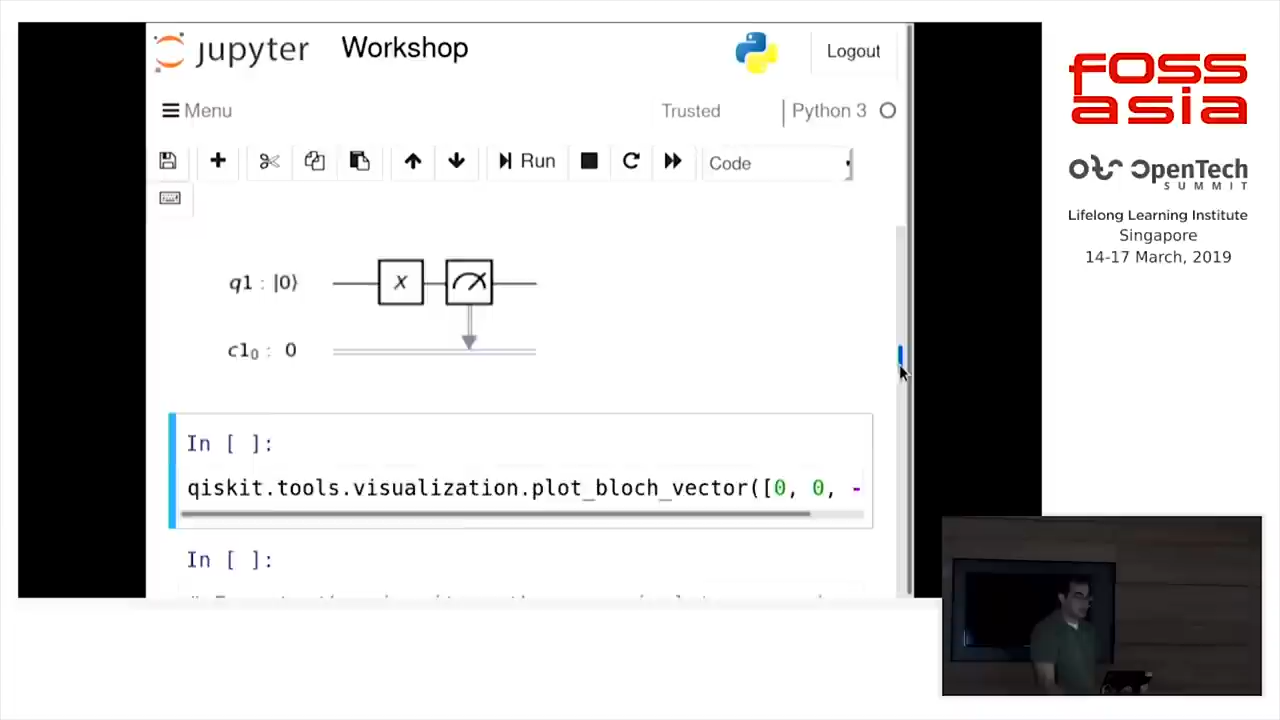 jupyter Workshop
Logout
Menu
Trusted
Python 3
Run
Code
q1 : |0⟩
X
c1₀ : 0
In [ ]:
qiskit.tools.visualization.plot_bloch_vector([0, 0, -
In [ ]:
FOSS
asia
OpenTech
SUMMIT
Lifelong Learning Institute
Singapore
14-17 March, 2019